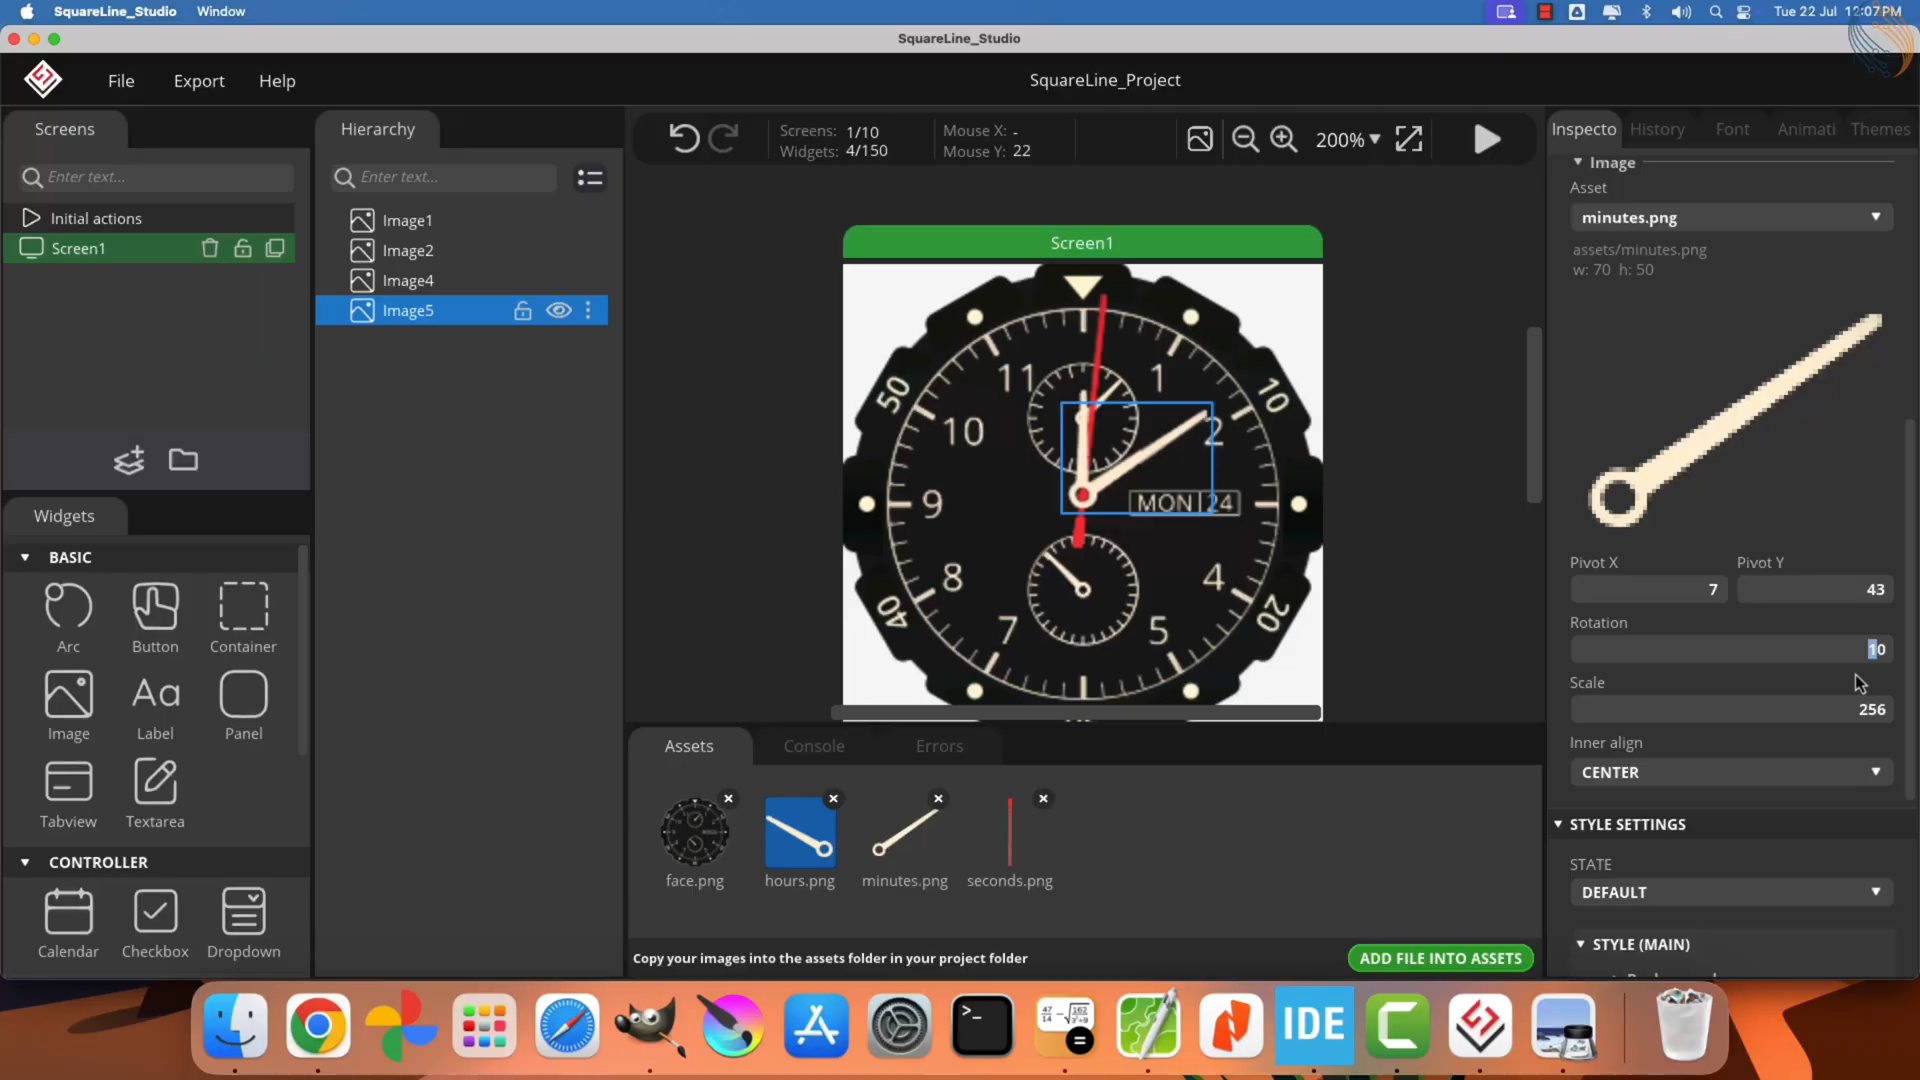 SquareLine_Studio Window
Tue 22 Jul 12:07PM
SquareLine_Studio
File Export Help
SquareLine_Project
Screens
Enter text...
Initial actions
Screen1
Hierarchy
Enter text...
Image1
Image2
Image4
Image5
Screens: 1/10
Widgets: 4/150
Mouse X: -
Mouse Y: 22
200%
Screen1
11 1
50 10
10 2
9 MON 24
8 4
40 20
7 5
Inspecto History Font Animati Themes
Image
Asset
minutes.png
assets/minutes.png
w: 70 h: 50
Pivot X Pivot Y
7 43
Rotation
10
Scale
256
Inner align
CENTER
STYLE SETTINGS
STATE
DEFAULT
STYLE (MAIN)
Widgets
BASIC
Arc Button Container
Image Aa Label Panel
Tabview Textarea
CONTROLLER
Calendar Checkbox Dropdown
Assets Console Errors
face.png hours.png minutes.png seconds.png
Copy your images into the assets folder in your project folder
ADD FILE INTO ASSETS
IDE